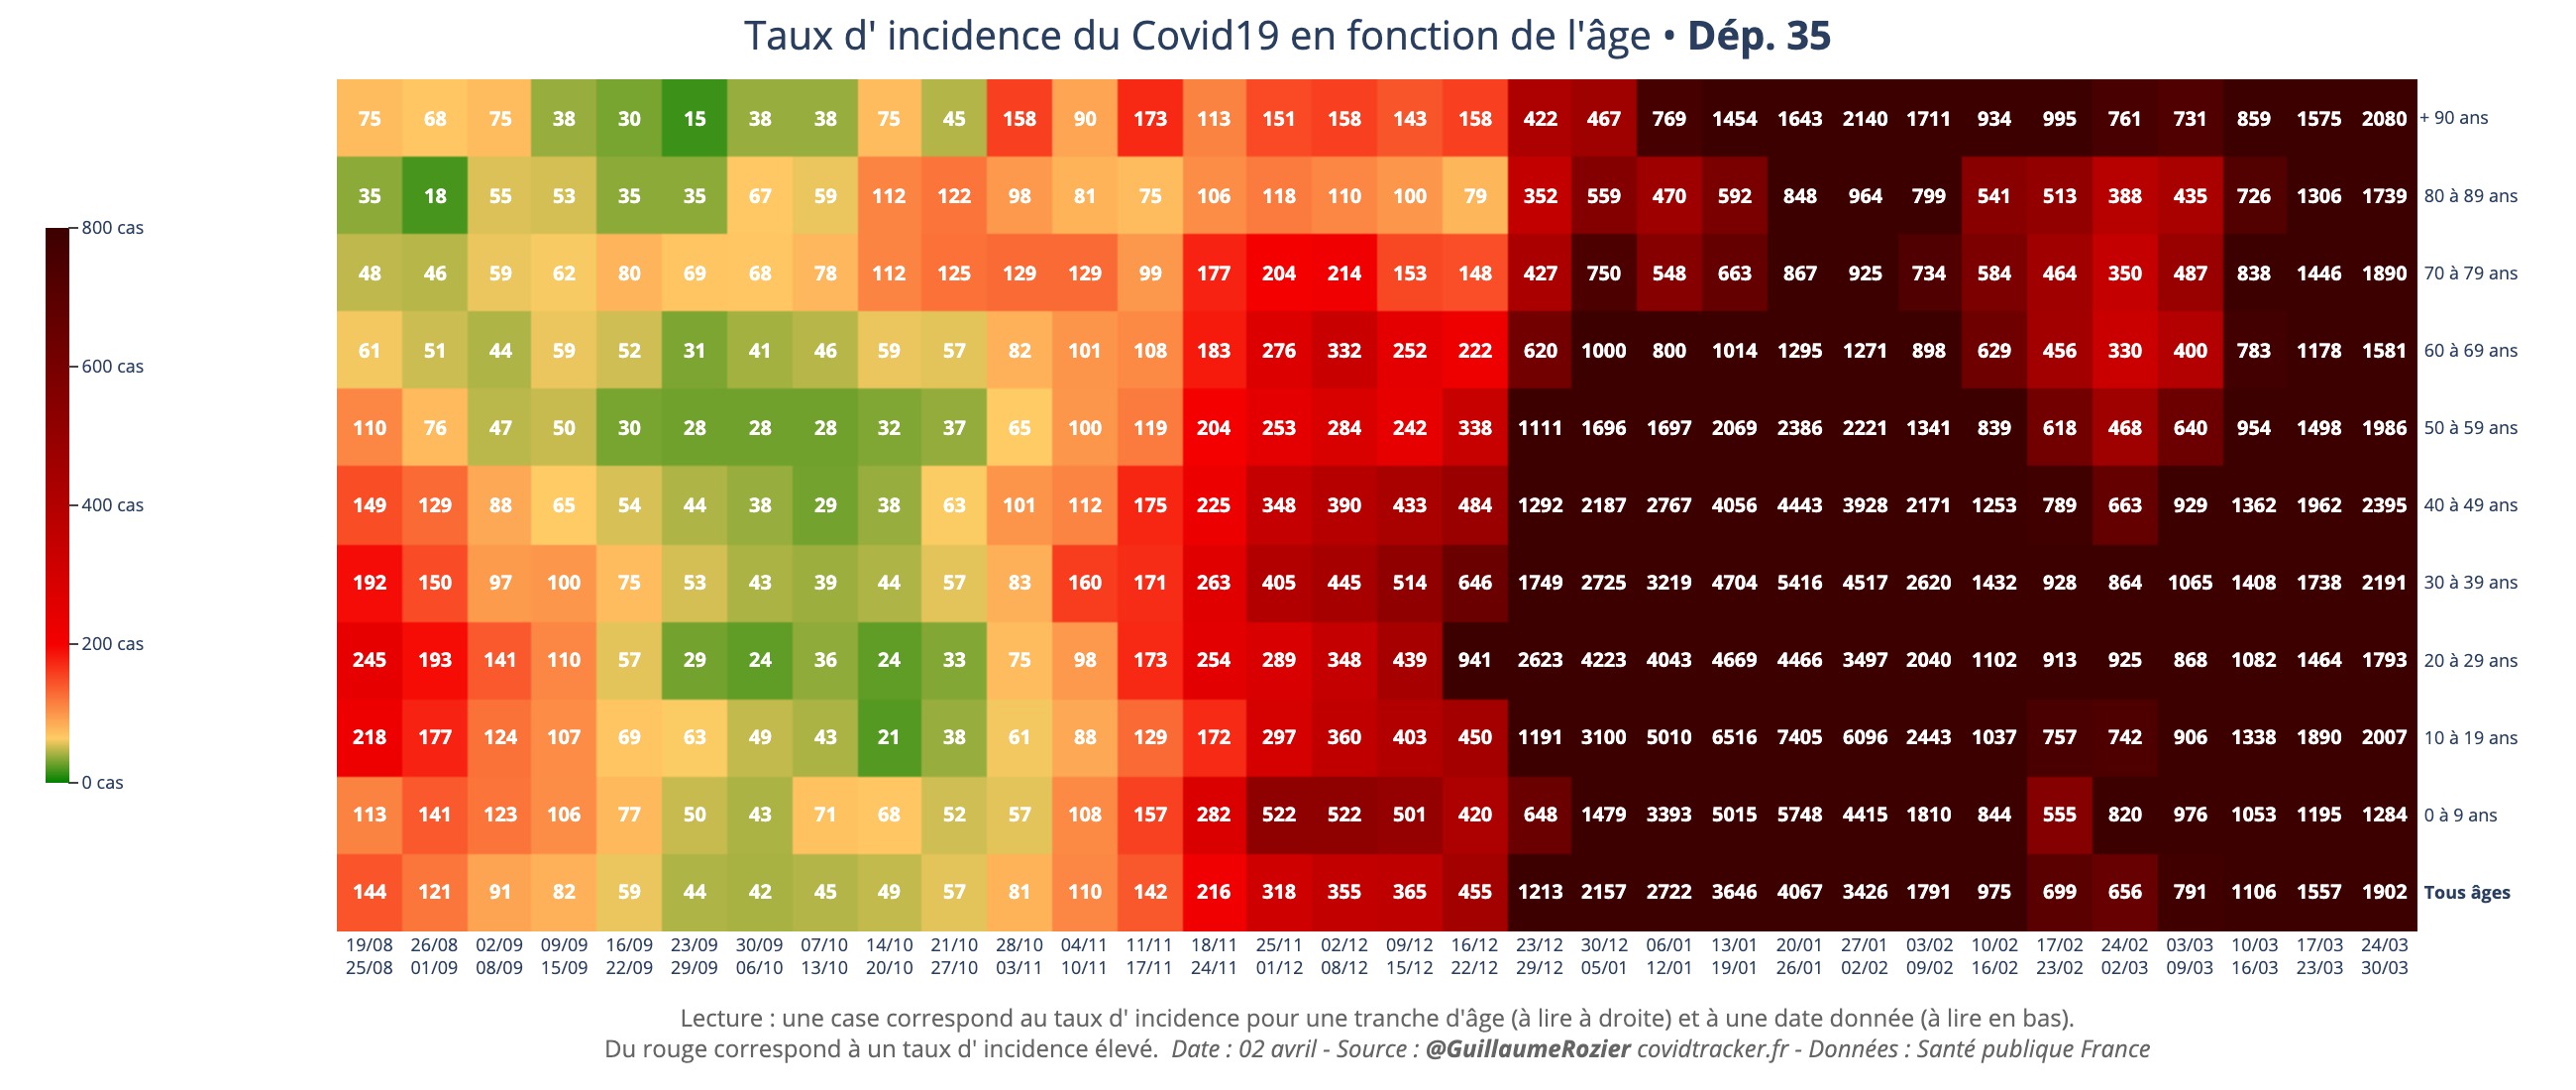 Taux d' incidence du Covid19 en fonction de l'âge • Dép. 35
75 68 75 38 30 15 38 38 75 45 158 90 173 113 151 158 143 158 422 467 769 1454 1643 2140 1711 934 995 761 731 859 1575 2080 + 90 ans
35 18 55 53 35 35 67 59 112 122 98 81 75 106 118 110 100 79 352 559 470 592 848 964 799 541 513 388 435 726 1306 1739 80 à 89 ans
800 cas
48 46 59 62 80 69 68 78 112 125 129 129 99 177 204 214 153 148 427 750 548 663 867 925 734 584 464 350 487 838 1446 1890 70 à 79 ans
61 51 44 59 52 31 41 46 59 57 82 101 108 183 276 332 252 222 620 1000 800 1014 1295 1271 898 629 456 330 400 783 1178 1581 60 à 69 ans
600 cas
110 76 47 50 30 28 28 28 32 37 65 100 119 204 253 284 242 338 1111 1696 1697 2069 2386 2221 1341 839 618 468 640 954 1498 1986 50 à 59 ans
400 cas
149 129 88 65 54 44 38 29 38 63 101 112 175 225 348 390 433 484 1292 2187 2767 4056 4443 3928 2171 1253 789 663 929 1362 1962 2395 40 à 49 ans
192 150 97 100 75 53 43 39 44 57 83 160 171 263 405 445 514 646 1749 2725 3219 4704 5416 4517 2620 1432 928 864 1065 1408 1738 2191 30 à 39 ans
200 cas
245 193 141 110 57 29 24 36 24 33 75 98 173 254 289 348 439 941 2623 4223 4043 4669 4466 3497 2040 1102 913 925 868 1082 1464 1793 20 à 29 ans
218 177 124 107 69 63 49 43 21 38 61 88 129 172 297 360 403 450 1191 3100 5010 6516 7405 6096 2443 1037 757 742 906 1338 1890 2007 10 à 19 ans
0 cas
113 141 123 106 77 50 43 71 68 52 57 108 157 282 522 522 501 420 648 1479 3393 5015 5748 4415 1810 844 555 820 976 1053 1195 1284 0 à 9 ans
144 121 91 82 59 44 42 45 49 57 81 110 142 216 318 355 365 455 1213 2157 2722 3646 4067 3426 1791 975 699 656 791 1106 1557 1902 Tous âges
19/08 26/08 02/09 09/09 16/09 23/09 30/09 07/10 14/10 21/10 28/10 04/11 11/11 18/11 25/11 02/12 09/12 16/12 23/12 30/12 06/01 13/01 20/01 27/01 03/02 10/02 17/02 24/02 03/03 10/03 17/03 24/03
25/08 01/09 08/09 15/09 22/09 29/09 06/10 13/10 20/10 27/10 03/11 10/11 17/11 24/11 01/12 08/12 15/12 22/12 29/12 05/01 12/01 19/01 26/01 02/02 09/02 16/02 23/02 02/03 09/03 16/03 23/03 30/03
Lecture : une case correspond au taux d' incidence pour une tranche d'âge (à lire à droite) et à une date donnée (à lire en bas).
Du rouge correspond à un taux d' incidence élevé. Date : 02 avril - Source : @GuillaumeRozier covidtracker.fr - Données : Santé publique France